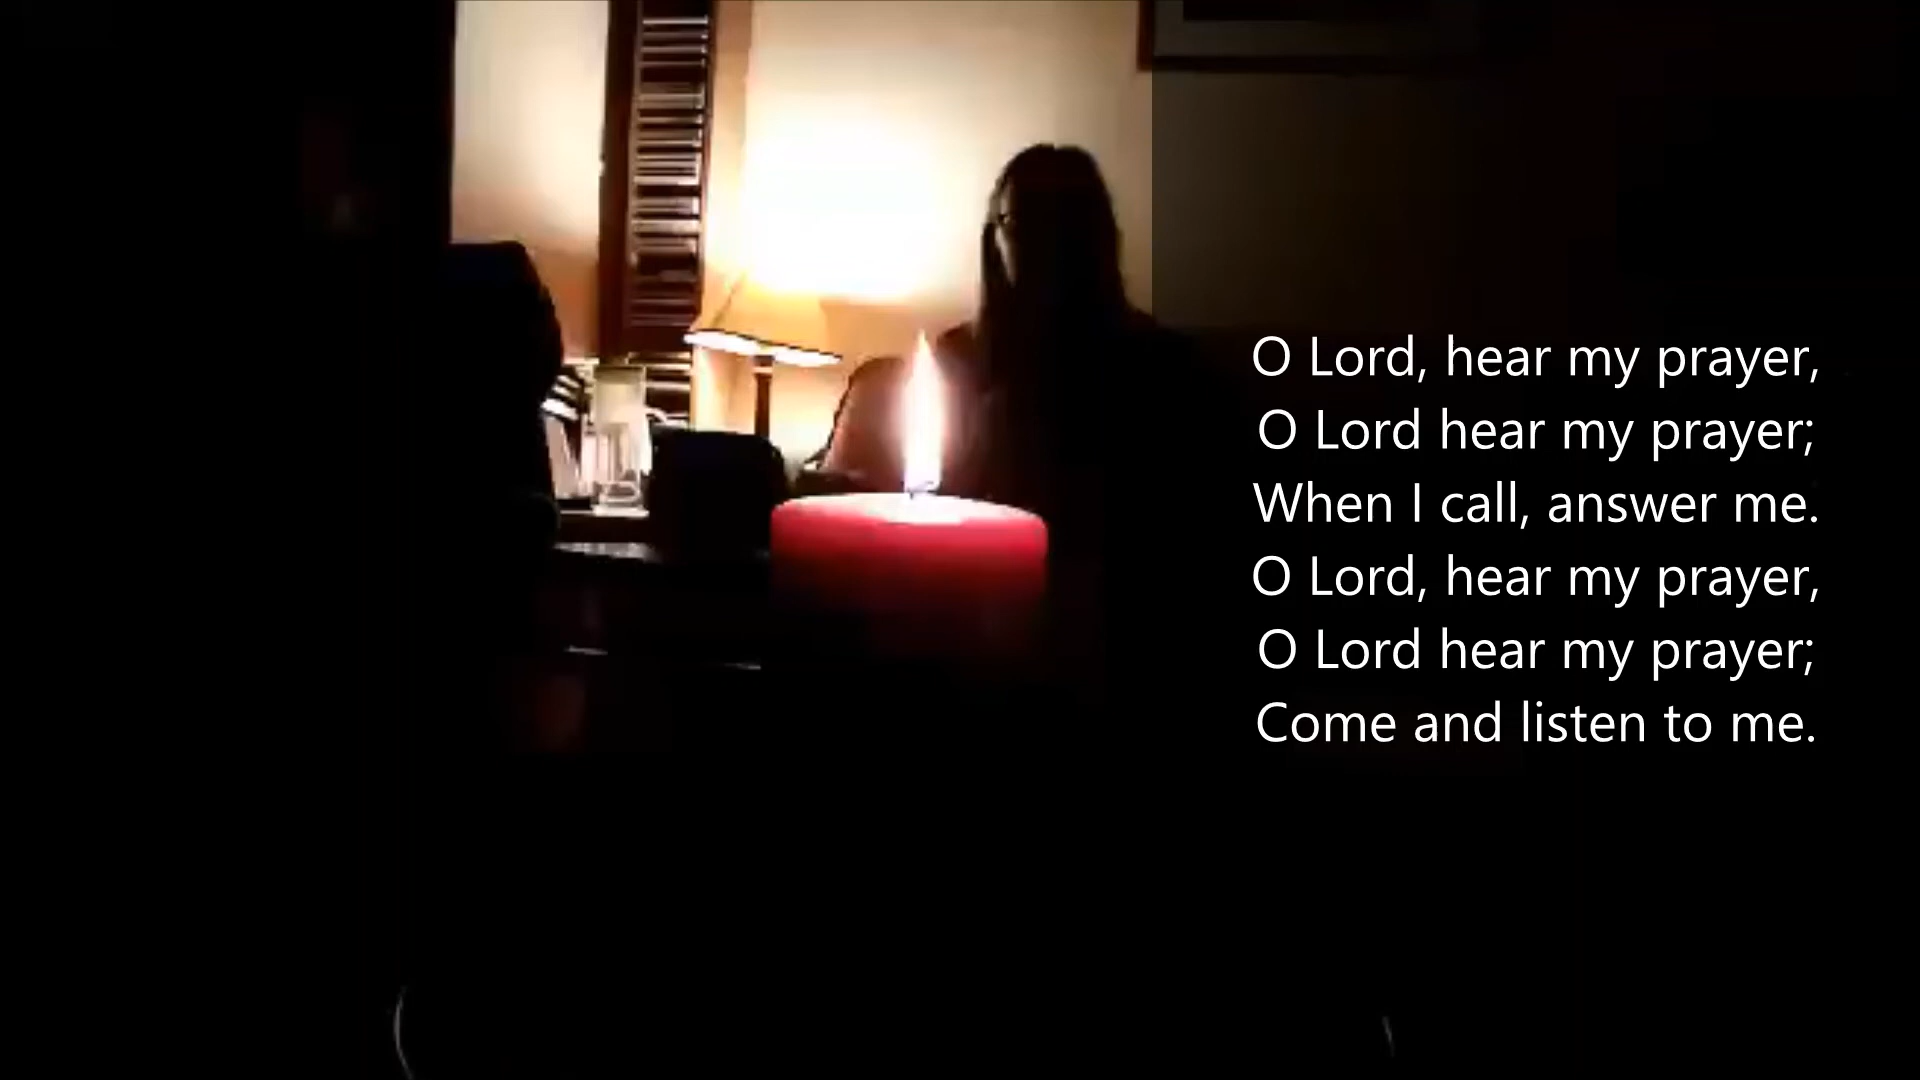 O Lord, hear my prayer,
O Lord hear my prayer;
When I call, answer me.
O Lord, hear my prayer,
O Lord hear my prayer;
Come and listen to me.